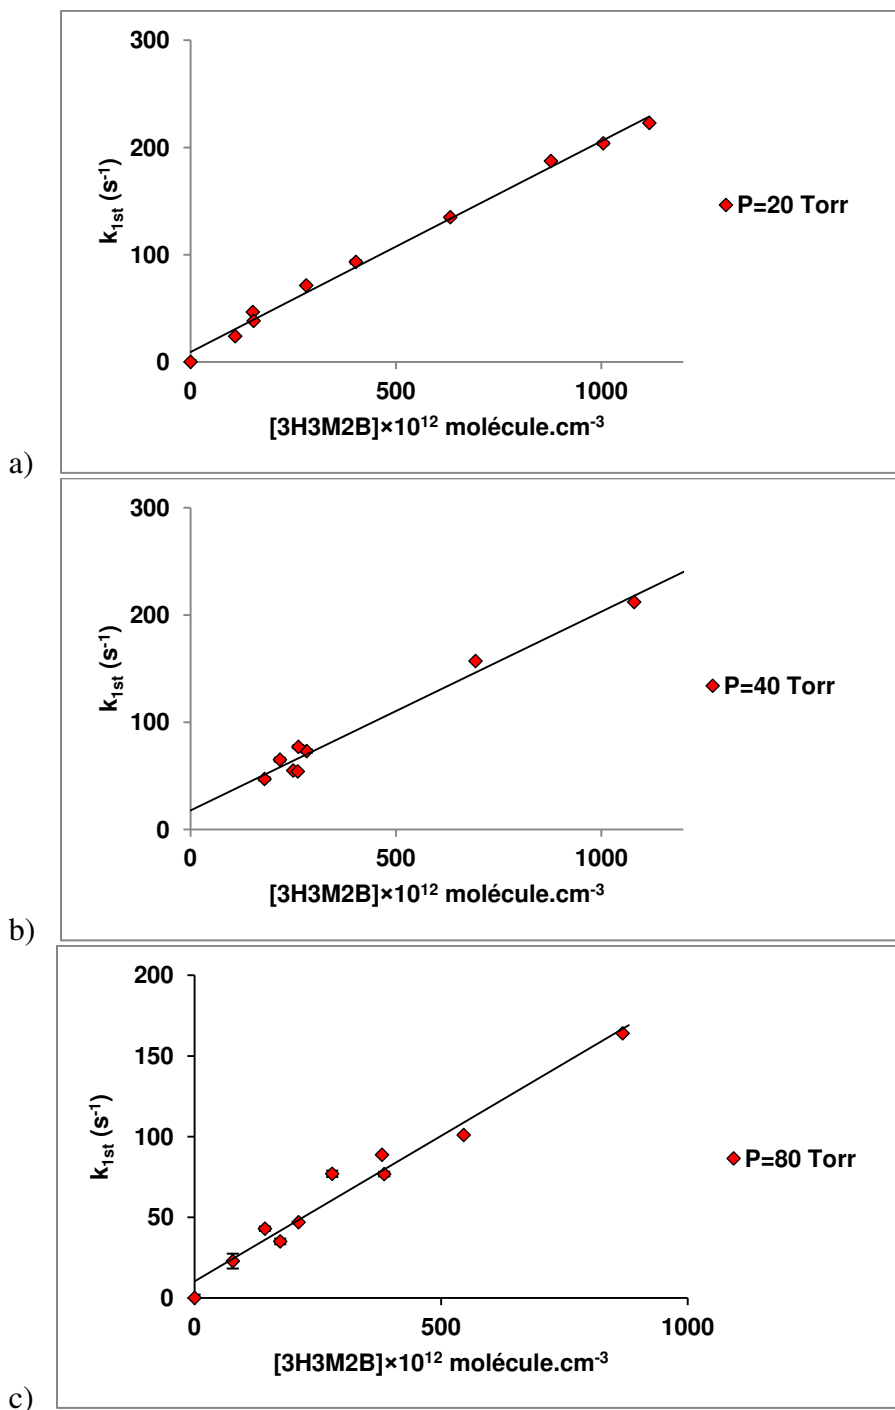 300
200
100
0
0 500 1000
k1st (s-1)
[3H3M2B]×10¹² molécule.cm-3
P=20 Torr
a)
300
200
100
0
0 500 1000
k1st (s-1)
[3H3M2B]×10¹² molécule.cm-3
P=40 Torr
b)
200
150
100
50
0
0 500 1000
k1st (s-1)
[3H3M2B]×10¹² molécule.cm-3
P=80 Torr
c)